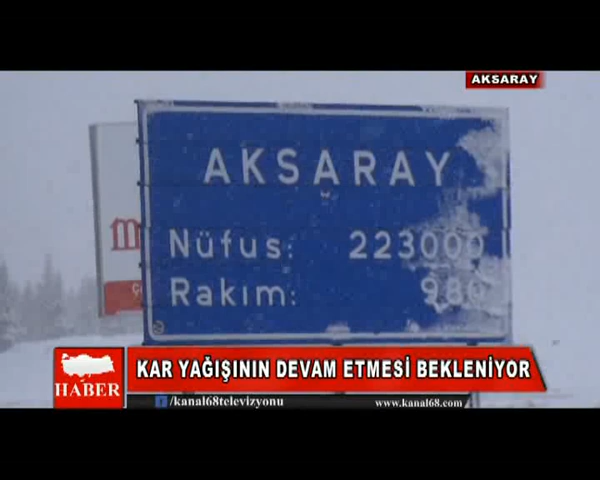 AKSARAY
AKSARAY
Nüfus: 223000
Rakım: 980
KAR YAĞIŞININ DEVAM ETMESİ BEKLENİYOR
HABER
f /kanal68televizyonu
www.kanal68.com